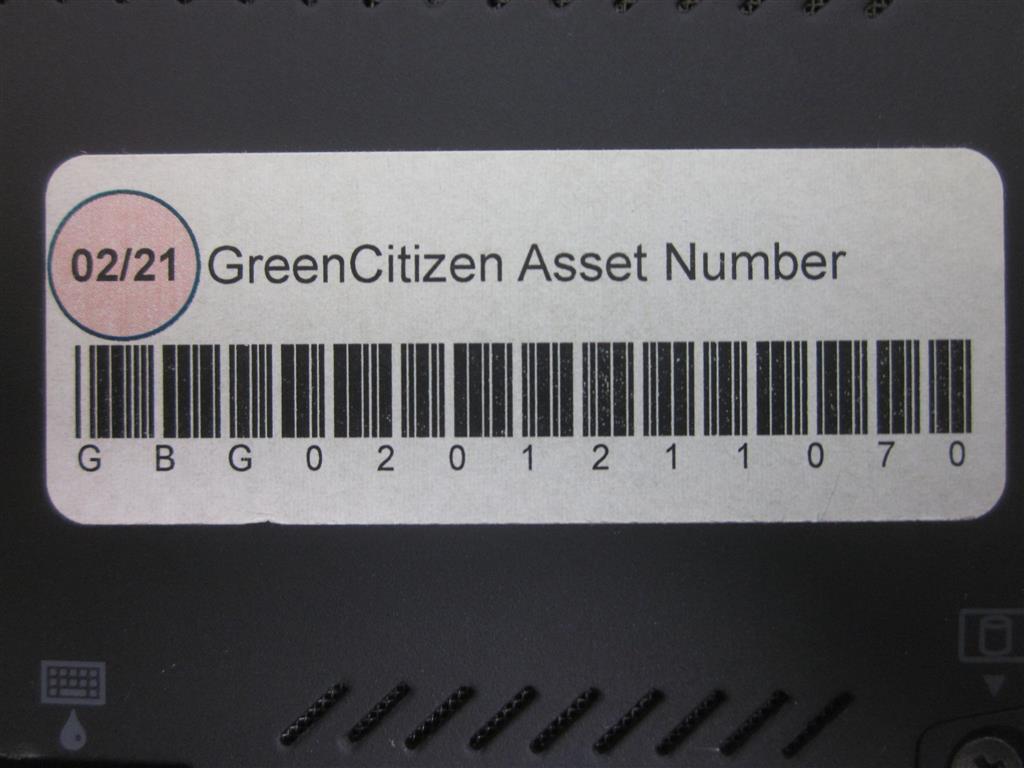 02/21 GreenCitizen Asset Number
GBG0201211070